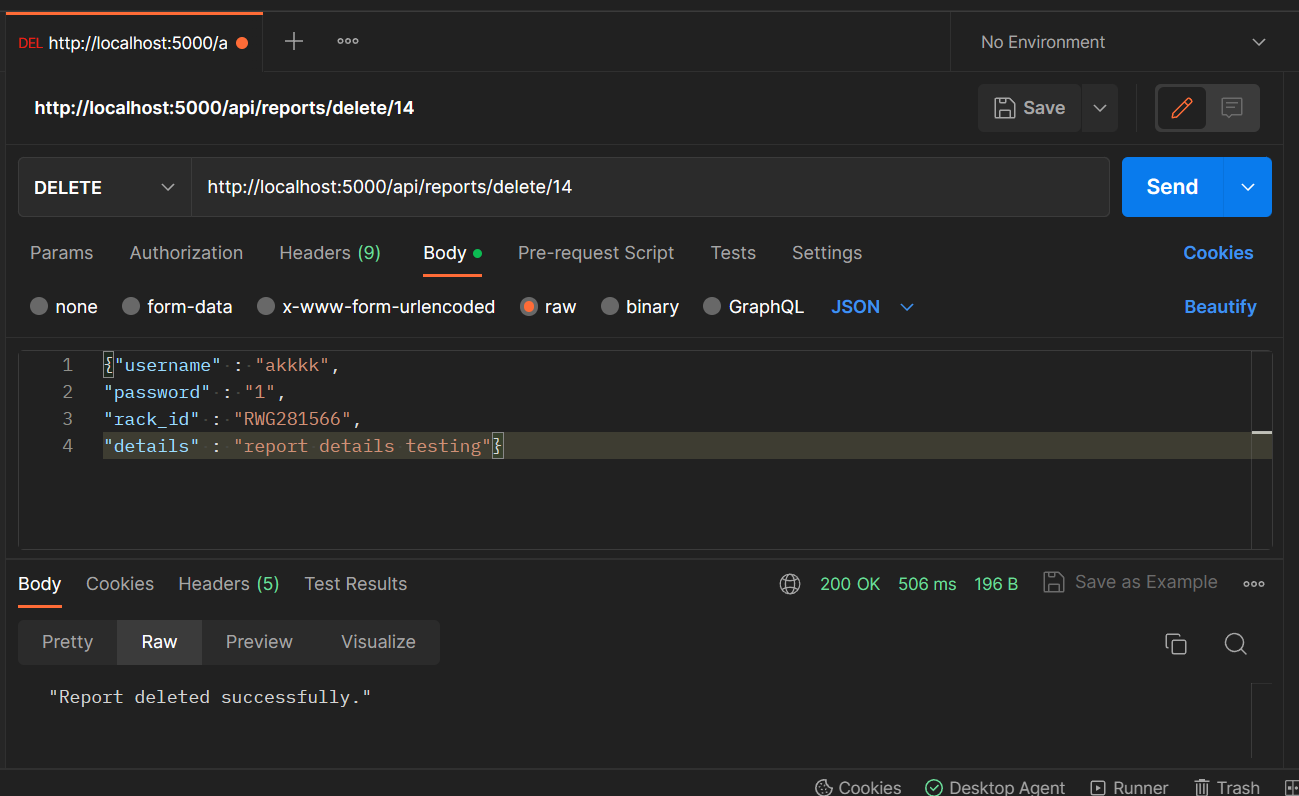 DEL http://localhost:5000/a
No Environment
http://localhost:5000/api/reports/delete/14
Save
DELETE http://localhost:5000/api/reports/delete/14 Send
Params Authorization Headers (9) Body Pre-request Script Tests Settings Cookies
none form-data x-www-form-urlencoded raw binary GraphQL JSON Beautify
1 {"username" : "akkkk",
2 "password" : "1",
3 "rack_id" : "RWG281566",
4 "details" : "report details testing"}
Body Cookies Headers (5) Test Results 200 OK 506 ms 196 B Save as Example
Pretty Raw Preview Visualize
"Report deleted successfully."
Cookies Desktop Agent Runner Trash